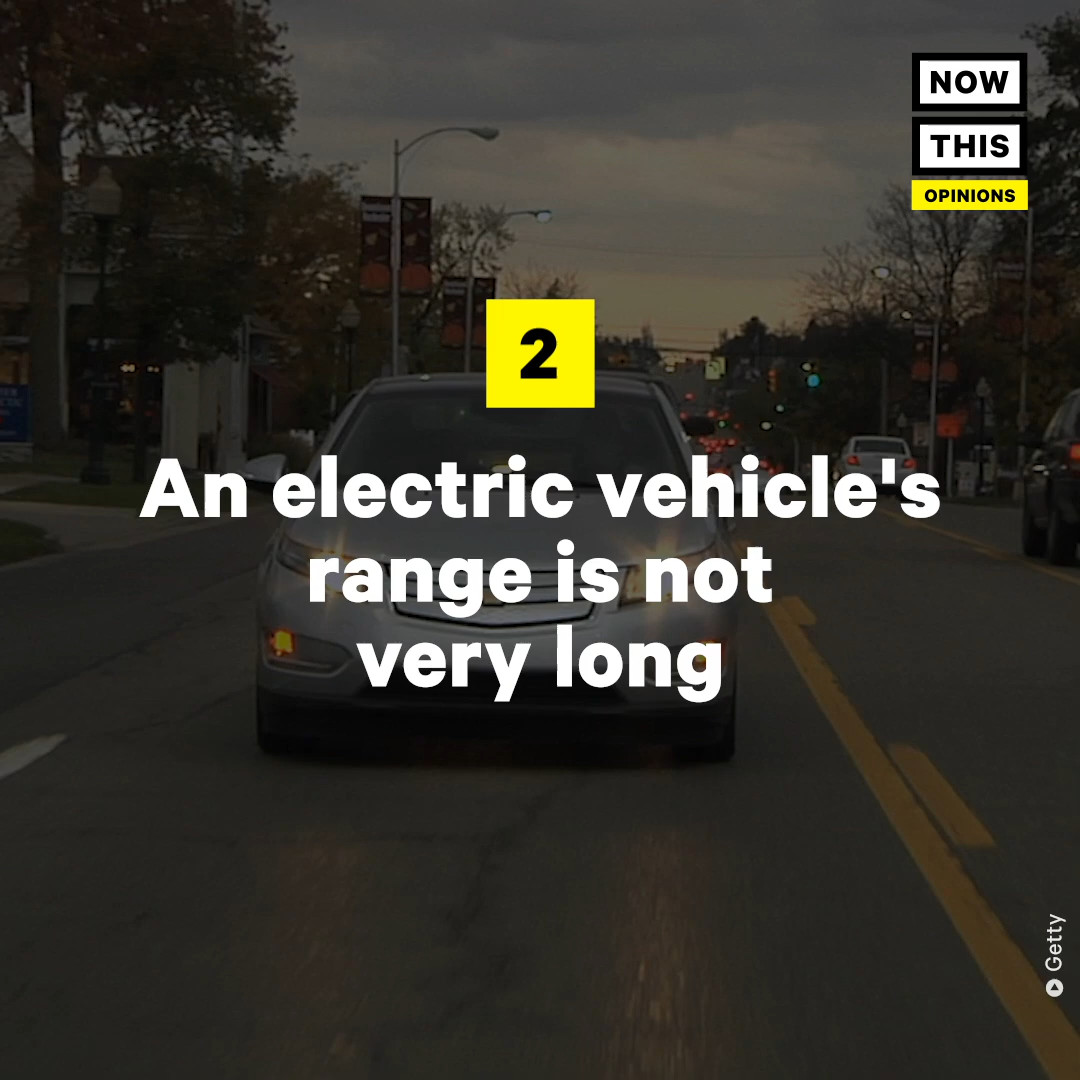 NOW
THIS
OPINIONS
2
An electric vehicle's
range is not
very long
Getty